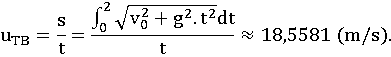 u_TB = s/t = ∫_0^2 √(v_0^2 + g^2.t^2)dt / t ≈ 18,5581 (m/s).